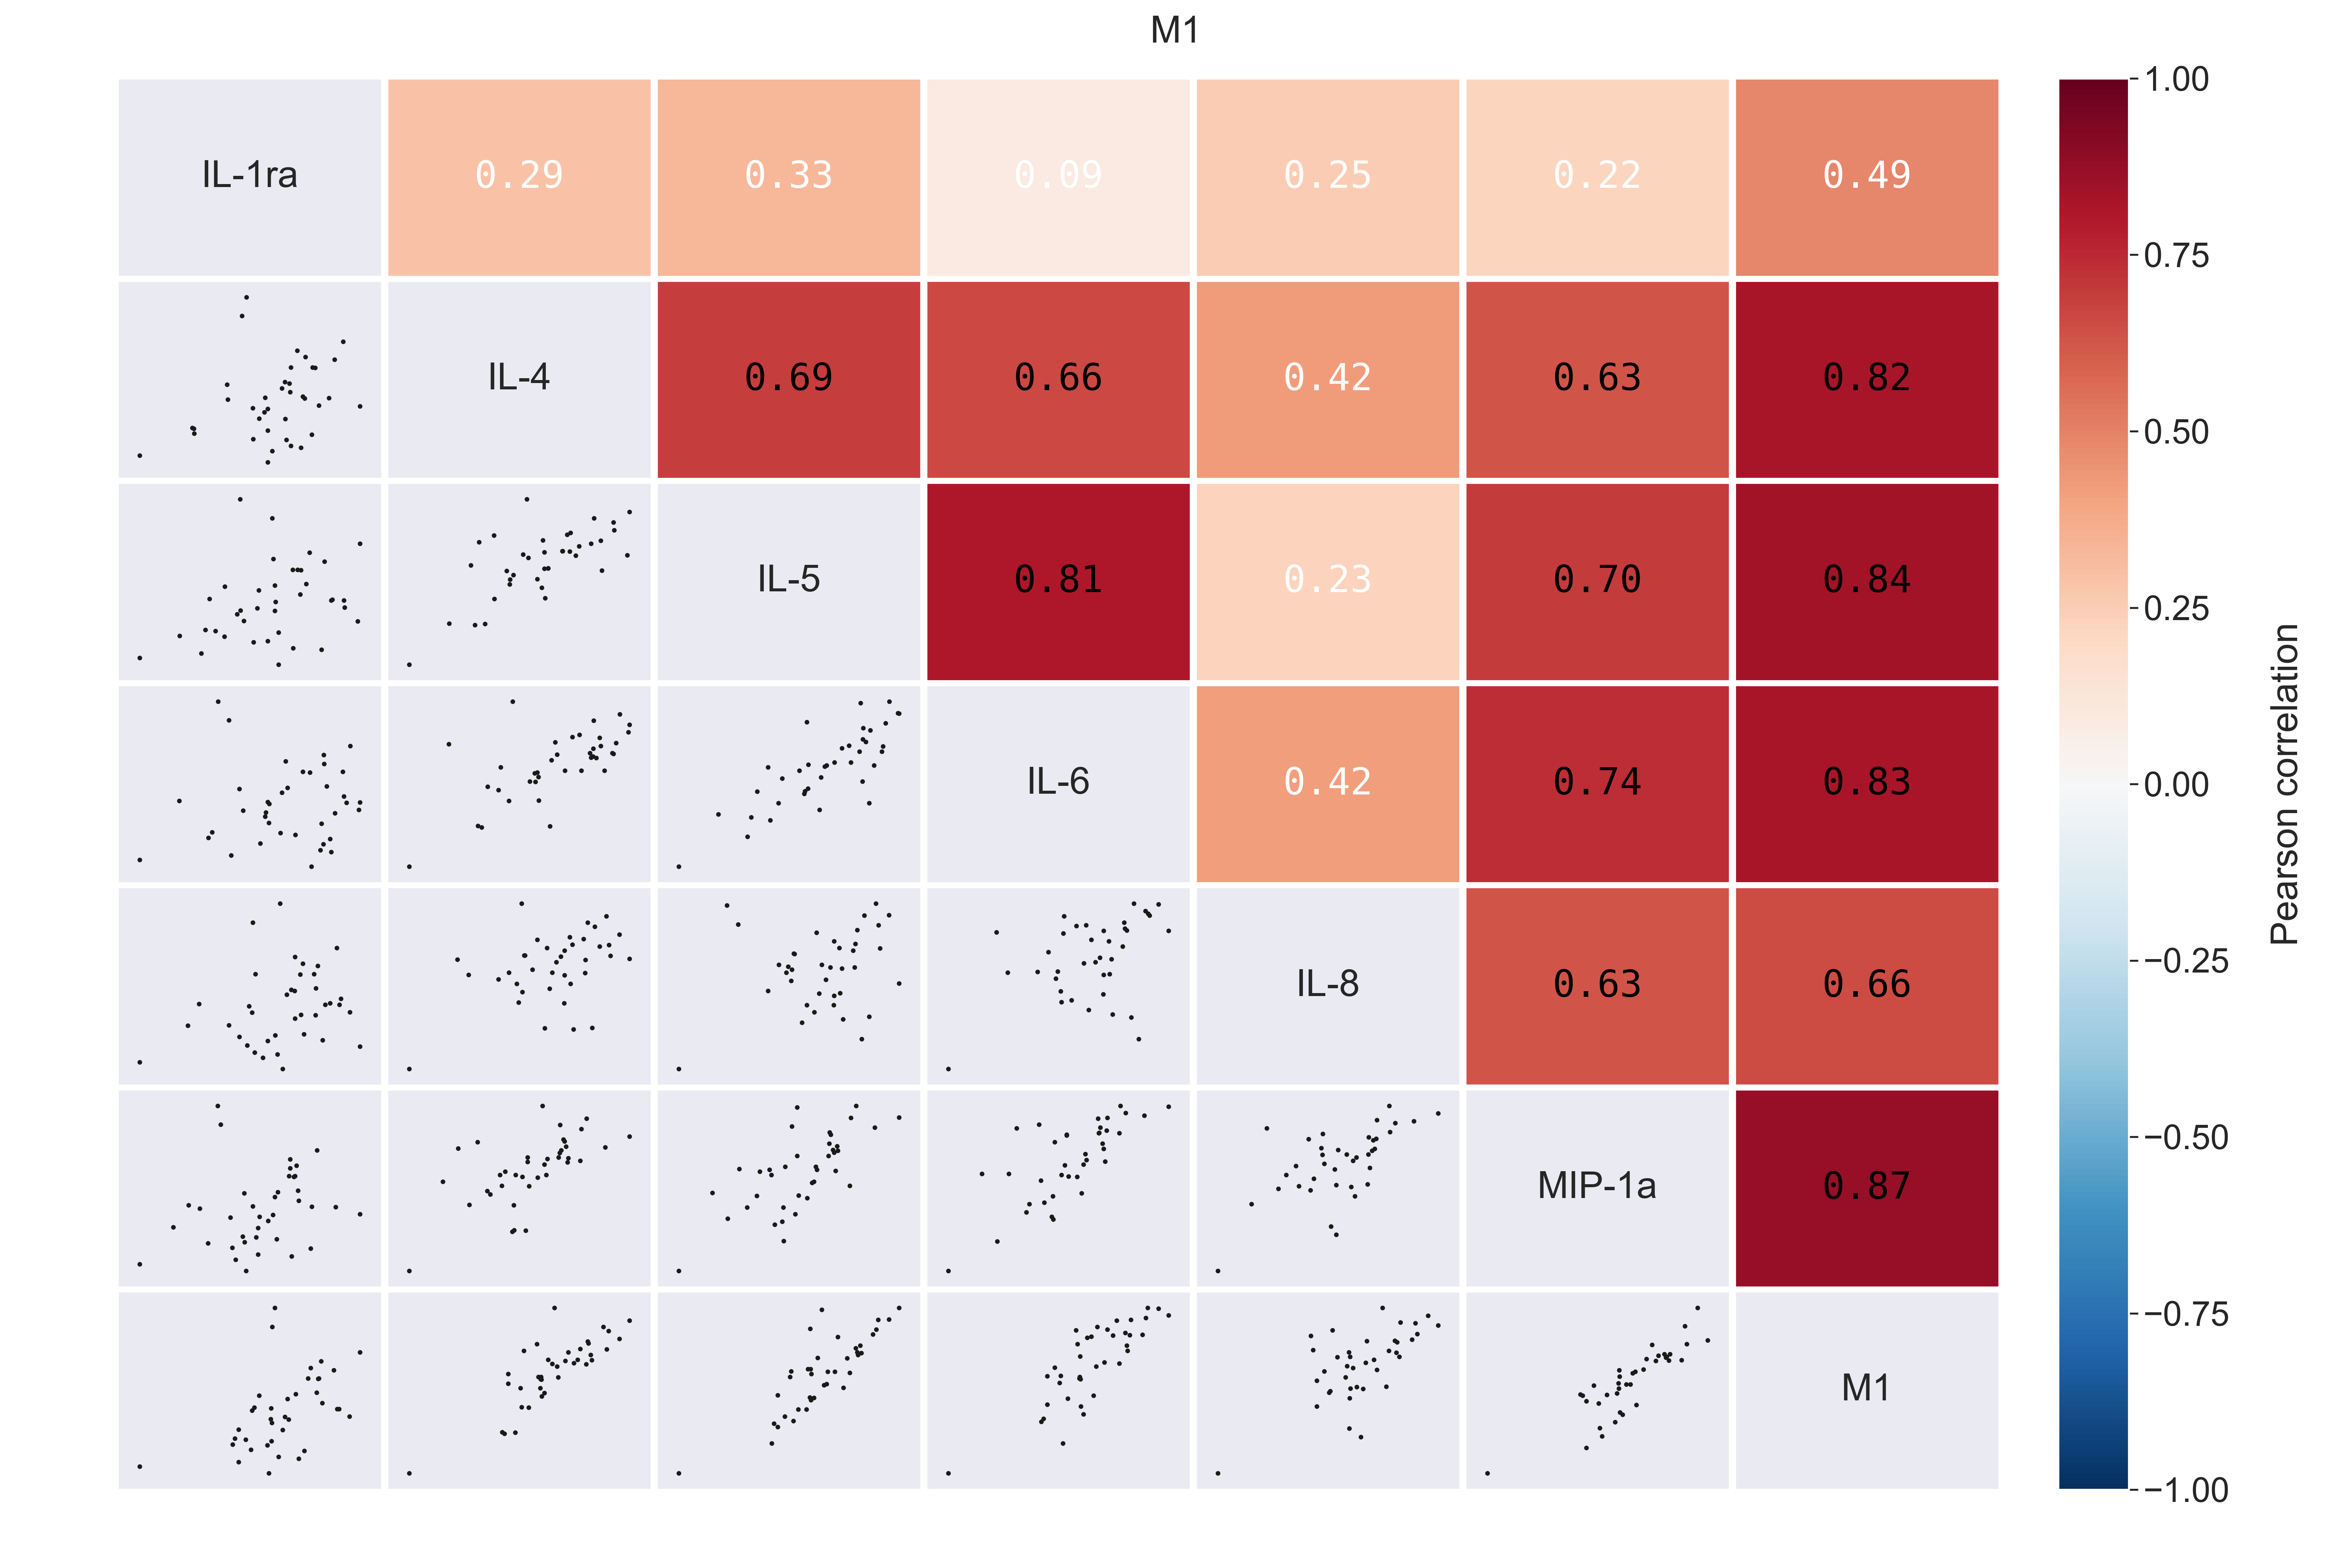 M1
IL-1ra 0.29 0.33 0.09 0.25 0.22 0.49
IL-4 0.69 0.66 0.42 0.63 0.82
IL-5 0.81 0.23 0.70 0.84
IL-6 0.42 0.74 0.83
IL-8 0.63 0.66
MIP-1a 0.87
M1
1.00
0.75
0.50
0.25
0.00
−0.25
−0.50
−0.75
−1.00
Pearson correlation